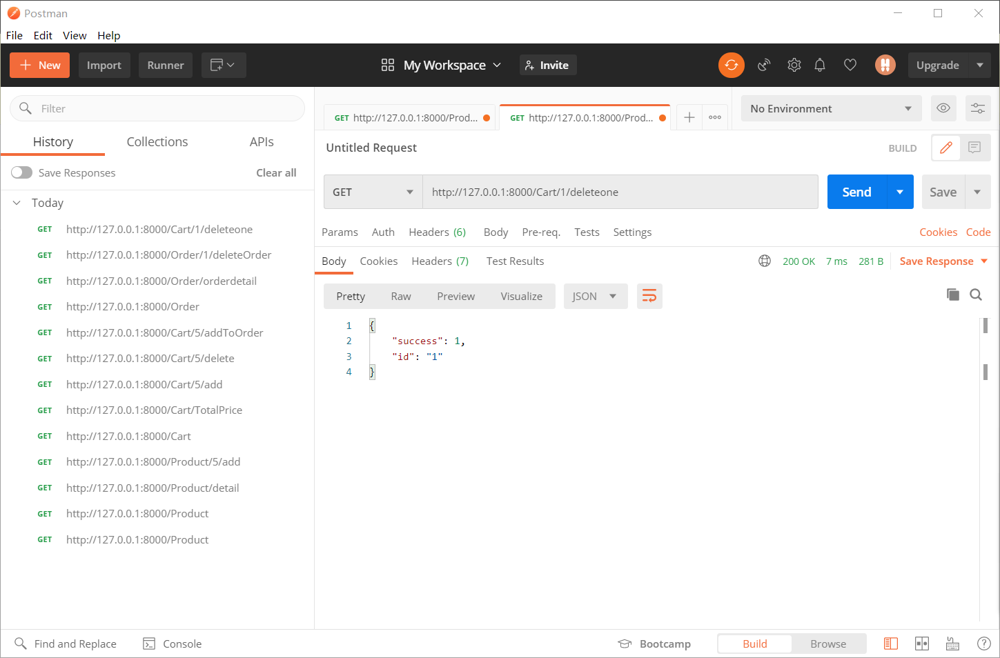 Postman
File Edit View Help
New Import Runner My Workspace Invite Upgrade
Filter
History Collections APIs
Save Responses Clear all
Today
GET http://127.0.0.1:8000/Cart/1/deleteone
GET http://127.0.0.1:8000/Order/1/deleteOrder
GET http://127.0.0.1:8000/Order/orderdetail
GET http://127.0.0.1:8000/Order
GET http://127.0.0.1:8000/Cart/5/addToOrder
GET http://127.0.0.1:8000/Cart/5/delete
GET http://127.0.0.1:8000/Cart/5/add
GET http://127.0.0.1:8000/Cart/TotalPrice
GET http://127.0.0.1:8000/Cart
GET http://127.0.0.1:8000/Product/5/add
GET http://127.0.0.1:8000/Product/detail
GET http://127.0.0.1:8000/Product
GET http://127.0.0.1:8000/Product
GET http://127.0.0.1:8000/Prod... GET http://127.0.0.1:8000/Prod... No Environment
Untitled Request BUILD
GET http://127.0.0.1:8000/Cart/1/deleteone Send Save
Params Auth Headers (6) Body Pre-req. Tests Settings Cookies Code
Body Cookies Headers (7) Test Results 200 OK 7 ms 281 B Save Response
Pretty Raw Preview Visualize JSON
1 {
2 "success": 1,
3 "id": "1"
4 }
Find and Replace Console Bootcamp Build Browse